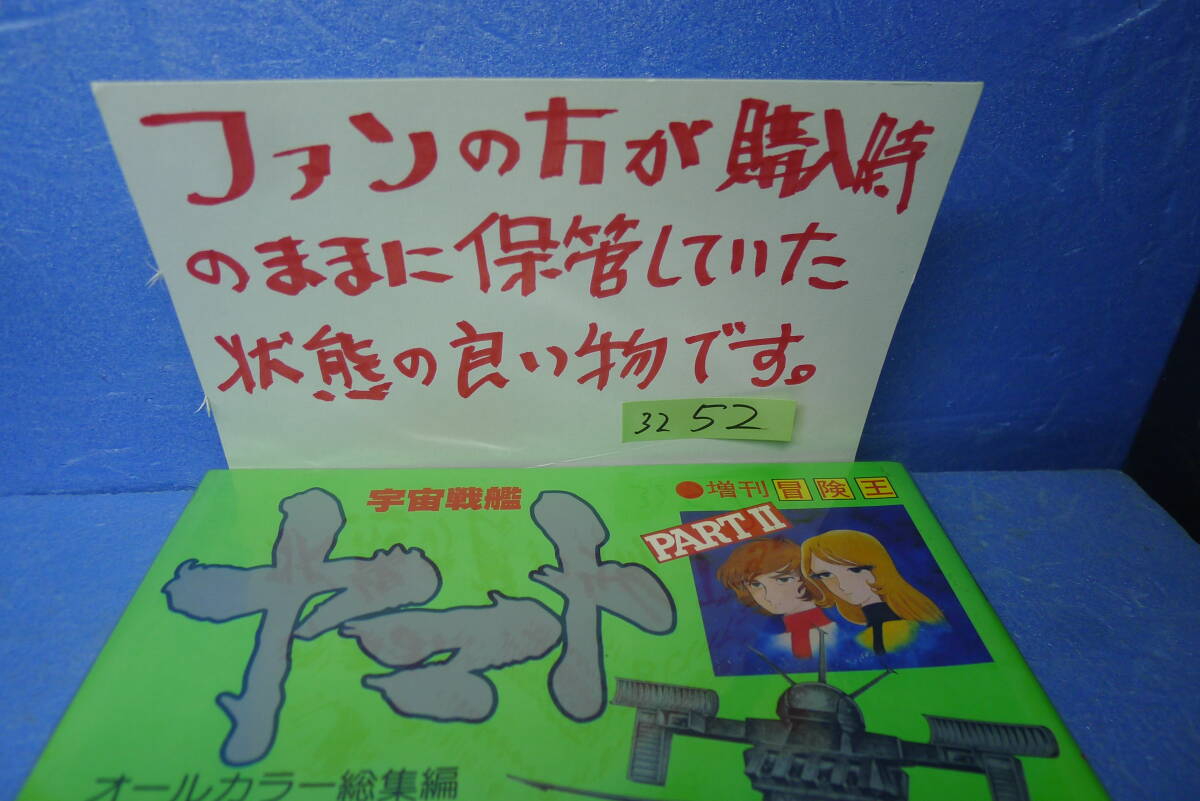 ファンの方が購入時
のままに保管していた
状態の良い物です。
32 52
宇宙戦艦
ヤマト
増刊冒険王
PART II
オールカラー総集編